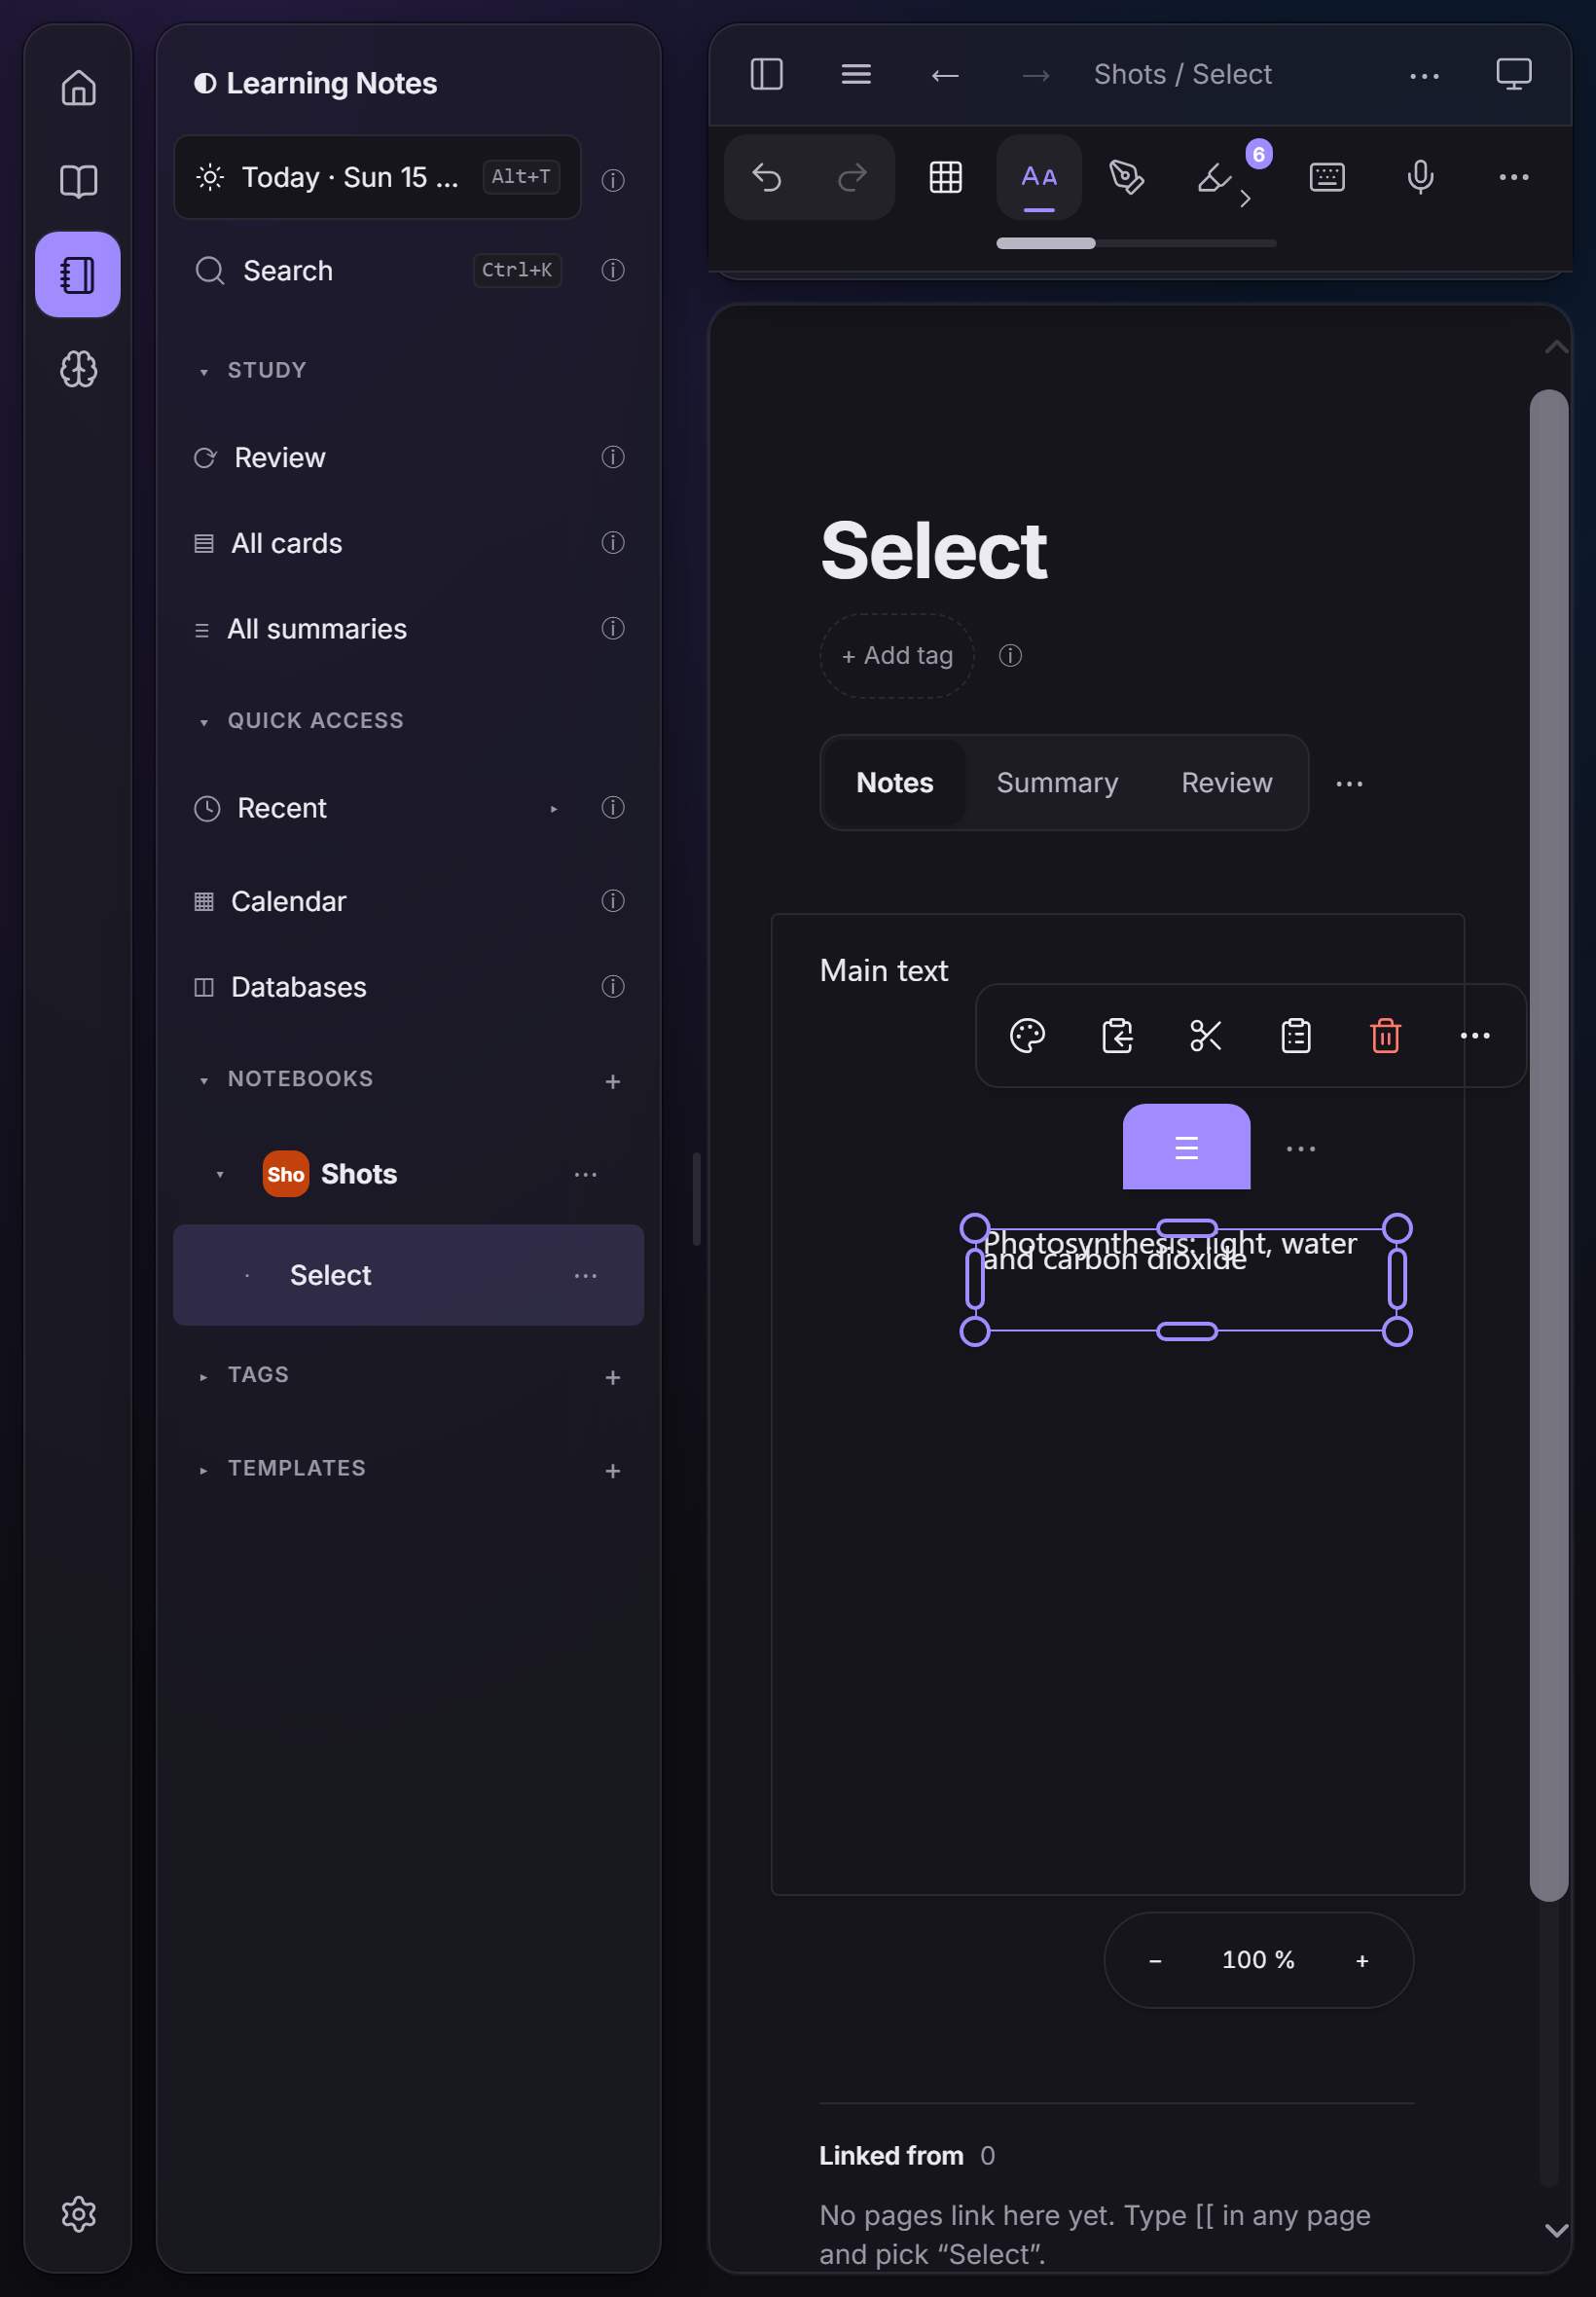 Learning Notes
Today · Sun 15 ... Alt+T
Search Ctrl+K
STUDY
Review
All cards
All summaries
QUICK ACCESS
Recent
Calendar
Databases
NOTEBOOKS
Sho Shots
Select
TAGS
TEMPLATES
Shots / Select
6
Select
+ Add tag
Notes Summary Review
Main text
Photosynthesis: light, water
and carbon dioxide
− 100 % +
Linked from 0
No pages link here yet. Type [[ in any page
and pick “Select”.